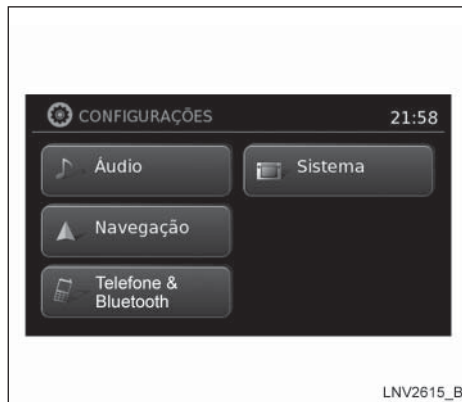 CONFIGURAÇÕES 21:58
Áudio Sistema
Navegação
Telefone &
Bluetooth
LNV2615_B